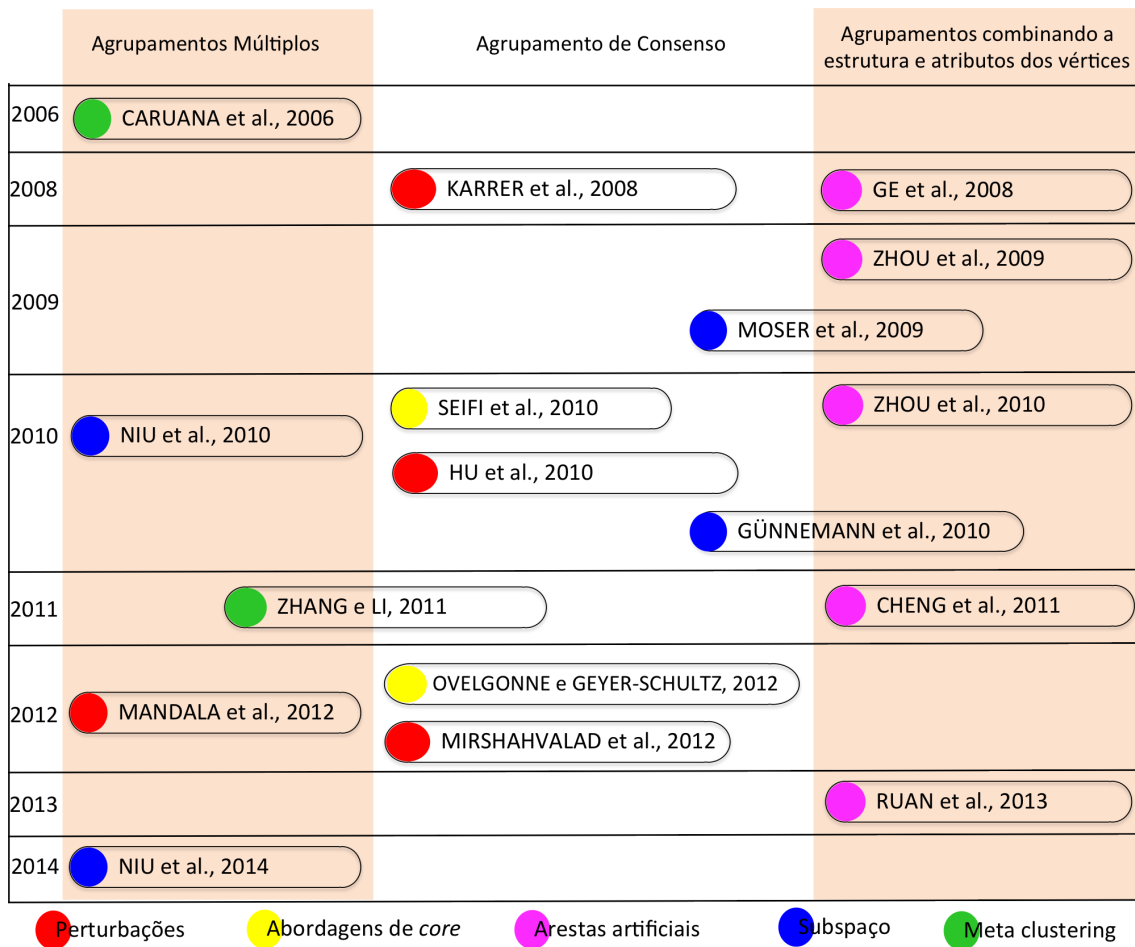 Agrupamentos Múltiplos
Agrupamento de Consenso
Agrupamentos combinando a
estrutura e atributos dos vértices
2006
CARUANA et al., 2006
2008
KARRER et al., 2008
GE et al., 2008
2009
ZHOU et al., 2009
MOSER et al., 2009
2010
NIU et al., 2010
SEIFI et al., 2010
ZHOU et al., 2010
HU et al., 2010
GÜNNEMANN et al., 2010
2011
ZHANG e LI, 2011
CHENG et al., 2011
2012
MANDALA et al., 2012
OVELGONNE e GEYER-SCHULTZ, 2012
MIRSHAHVALAD et al., 2012
2013
RUAN et al., 2013
2014
NIU et al., 2014
Perturbações
Abordagens de core
Arestas artificiais
Subspaço
Meta clustering